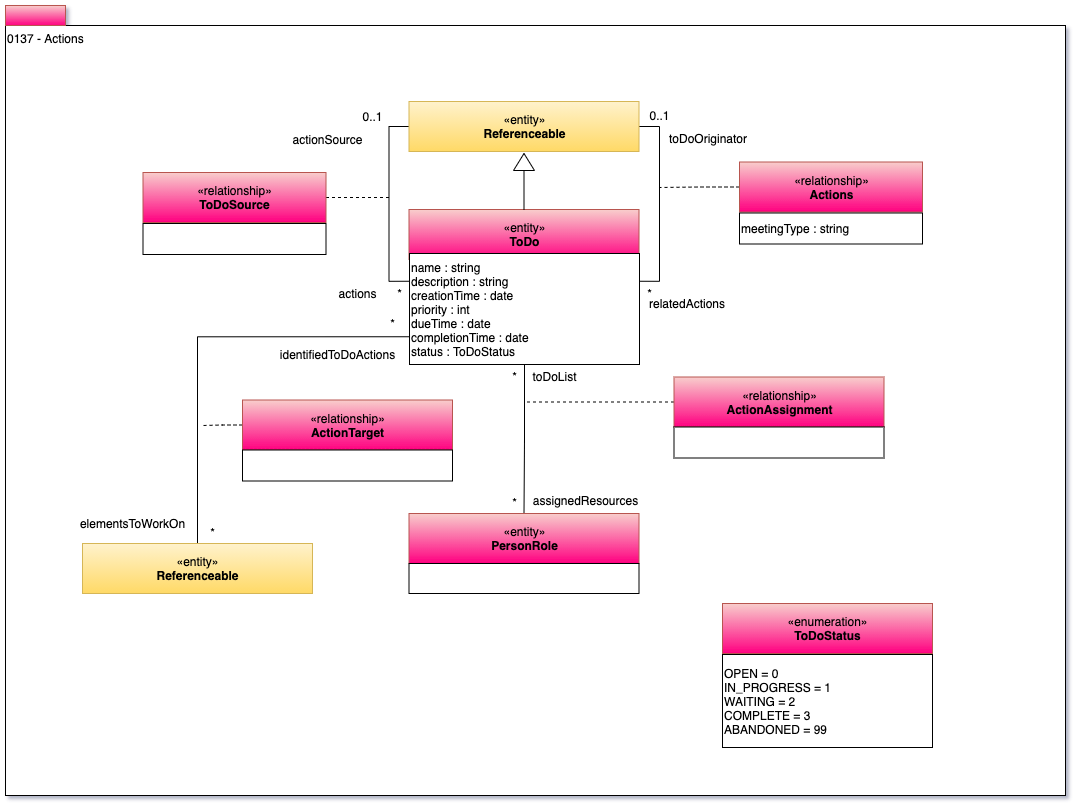 0137 - Actions
«entity»
Referenceable
0..1
0..1
actionSource
toDoOriginator
«relationship»
ToDoSource
«relationship»
Actions
meetingType : string
«entity»
ToDo
name : string
description : string
creationTime : date
priority : int
dueTime : date
completionTime : date
status : ToDoStatus
actions
*
*
relatedActions
*
identifiedToDoActions
*
toDoList
«relationship»
ActionTarget
«relationship»
ActionAssignment
elementsToWorkOn
*
*
assignedResources
«entity»
Referenceable
«entity»
PersonRole
«enumeration»
ToDoStatus
OPEN = 0
IN_PROGRESS = 1
WAITING = 2
COMPLETE = 3
ABANDONED = 99